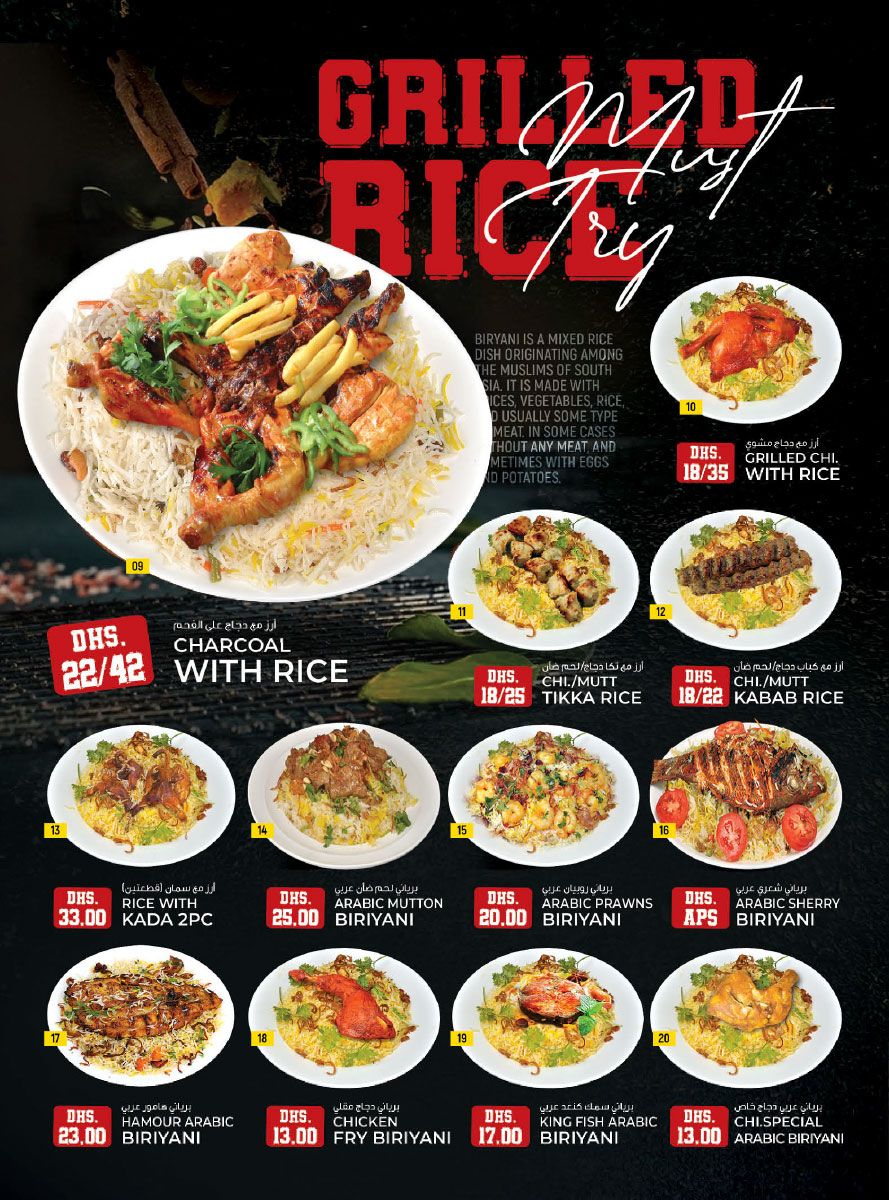 GRILLED
RICE
Must
Try
BIRYANI IS A MIXED RICE
DISH ORIGINATING AMONG
THE MUSLIMS OF SOUTH
IT IS MADE WITH
VEGETABLES, RICE,
USUALLY SOME TYPE
MEAT. IN SOME CASES
ANY MEAT, AND
WITH EGGS
POTATOES.
10
DHS.
18/35
أرز مع دجاج مشوي
GRILLED CHI.
WITH RICE
09
DHS.
22/42
أرز مع دجاج على الفحم
CHARCOAL
WITH RICE
11
DHS.
18/25
أرز مع تكا دجاج/لحم ضأن
CHI./MUTT
TIKKA RICE
12
DHS.
18/22
أرز مع كباب دجاج/لحم ضأن
CHI./MUTT
KABAB RICE
13
DHS.
33.00
أرز مع سمان (قطعتين)
RICE WITH
KADA 2PC
14
DHS.
25.00
برياني لحم ضأن عربي
ARABIC MUTTON
BIRIYANI
15
DHS.
20.00
برياني روبيان عربي
ARABIC PRAWNS
BIRIYANI
16
DHS.
APS
برياني شعري عربي
ARABIC SHERRY
BIRIYANI
17
DHS.
23.00
برياني هامور عربي
HAMOUR ARABIC
BIRIYANI
18
DHS.
13.00
برياني دجاج مقلي
CHICKEN
FRY BIRIYANI
19
DHS.
17.00
برياني سمك كنعد عربي
KING FISH ARABIC
BIRIYANI
20
DHS.
13.00
برياني عربي دجاج خاص
CHI.SPECIAL
ARABIC BIRIYANI